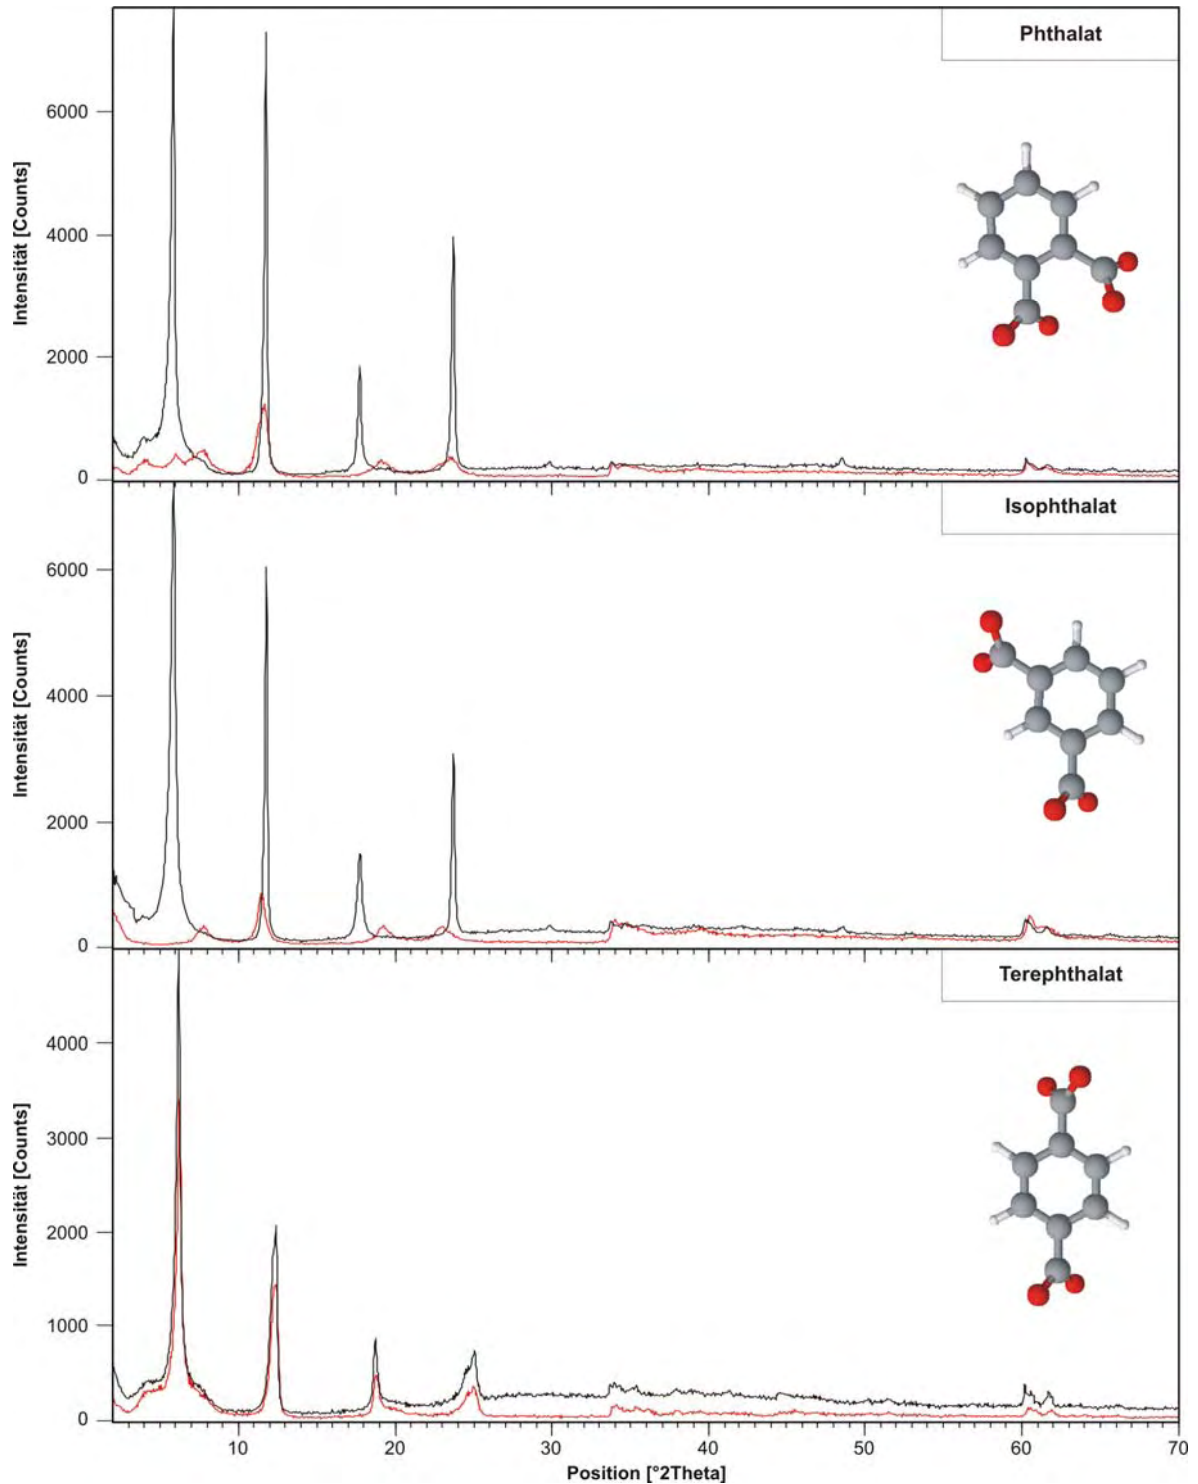 Phthalat
Intensität [Counts]
6000
4000
2000
0
Isophthalat
Intensität [Counts]
6000
4000
2000
0
Terephthalat
Intensität [Counts]
4000
3000
2000
1000
0
10 20 30 40 50 60 70
Position [°2Theta]